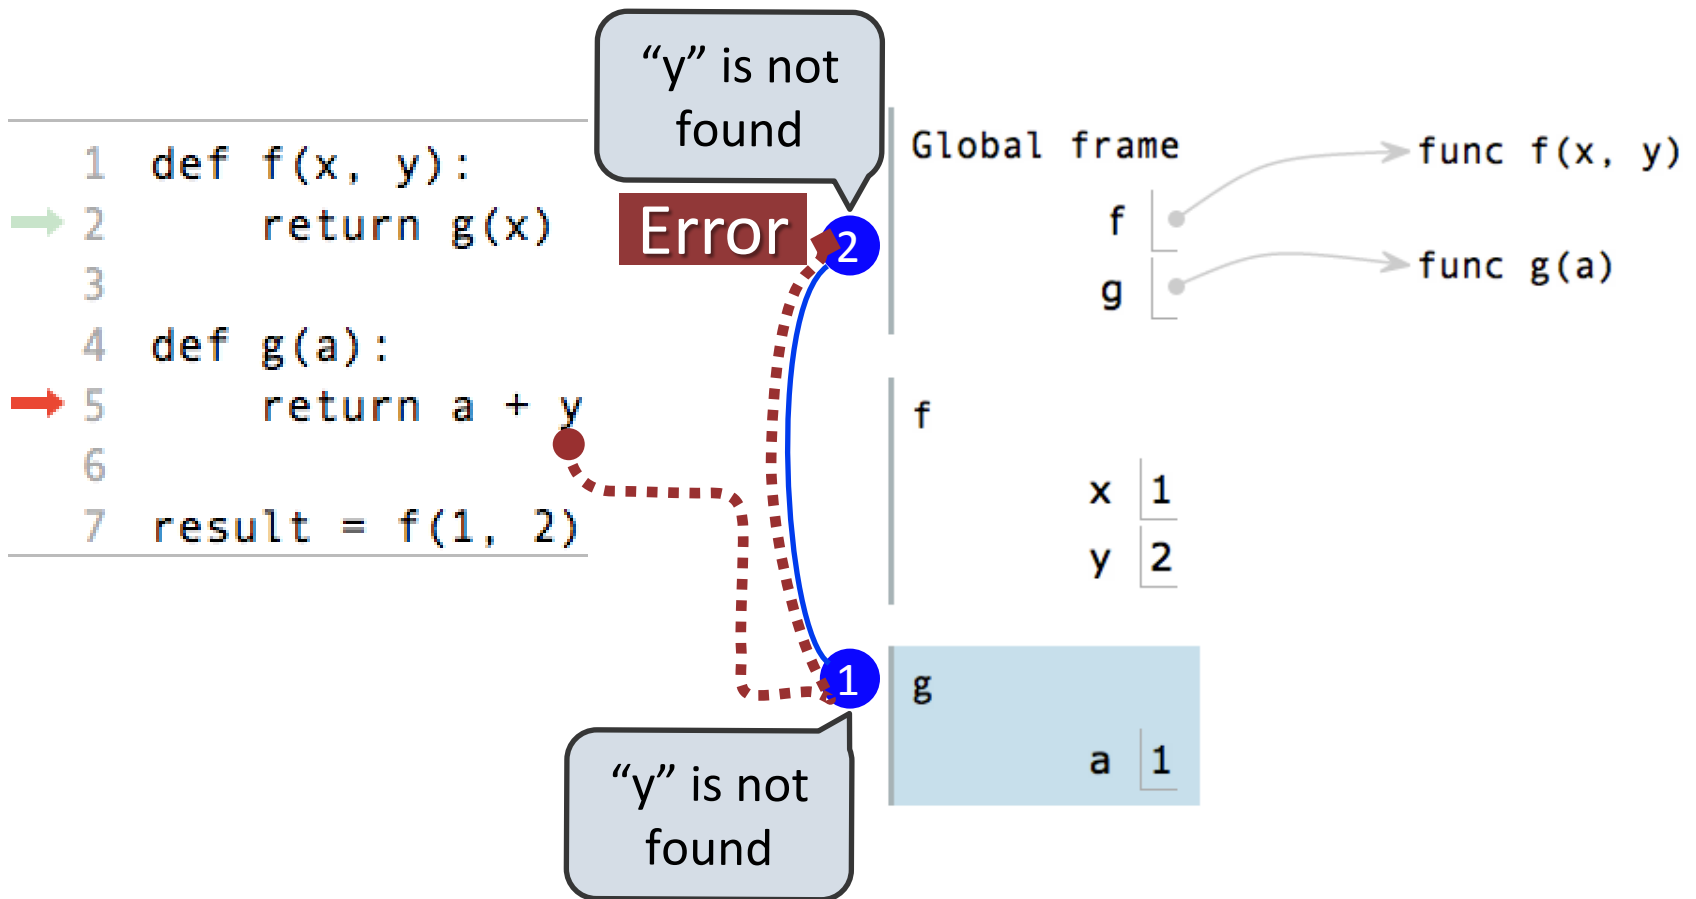 1 def f(x, y):
2 return g(x)
3
4 def g(a):
5 return a + y
6
7 result = f(1, 2)
“y” is not
found
Error
2
1
“y” is not
found
Global frame
f
g
func f(x, y)
func g(a)
f
x 1
y 2
g
a 1